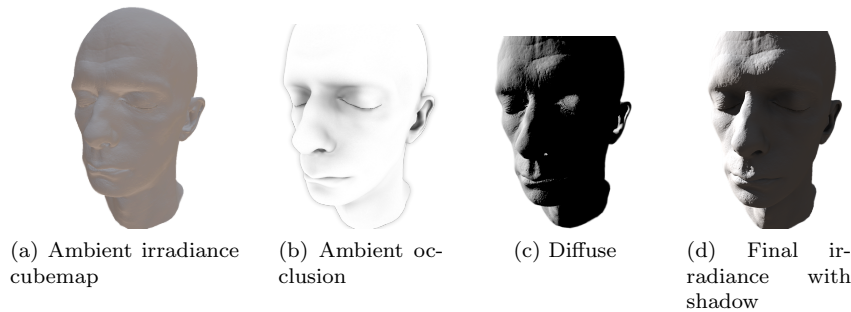 (a) Ambient irradiance
cubemap
(b) Ambient oc-
clusion
(c) Diffuse
(d) Final ir-
radiance with
shadow